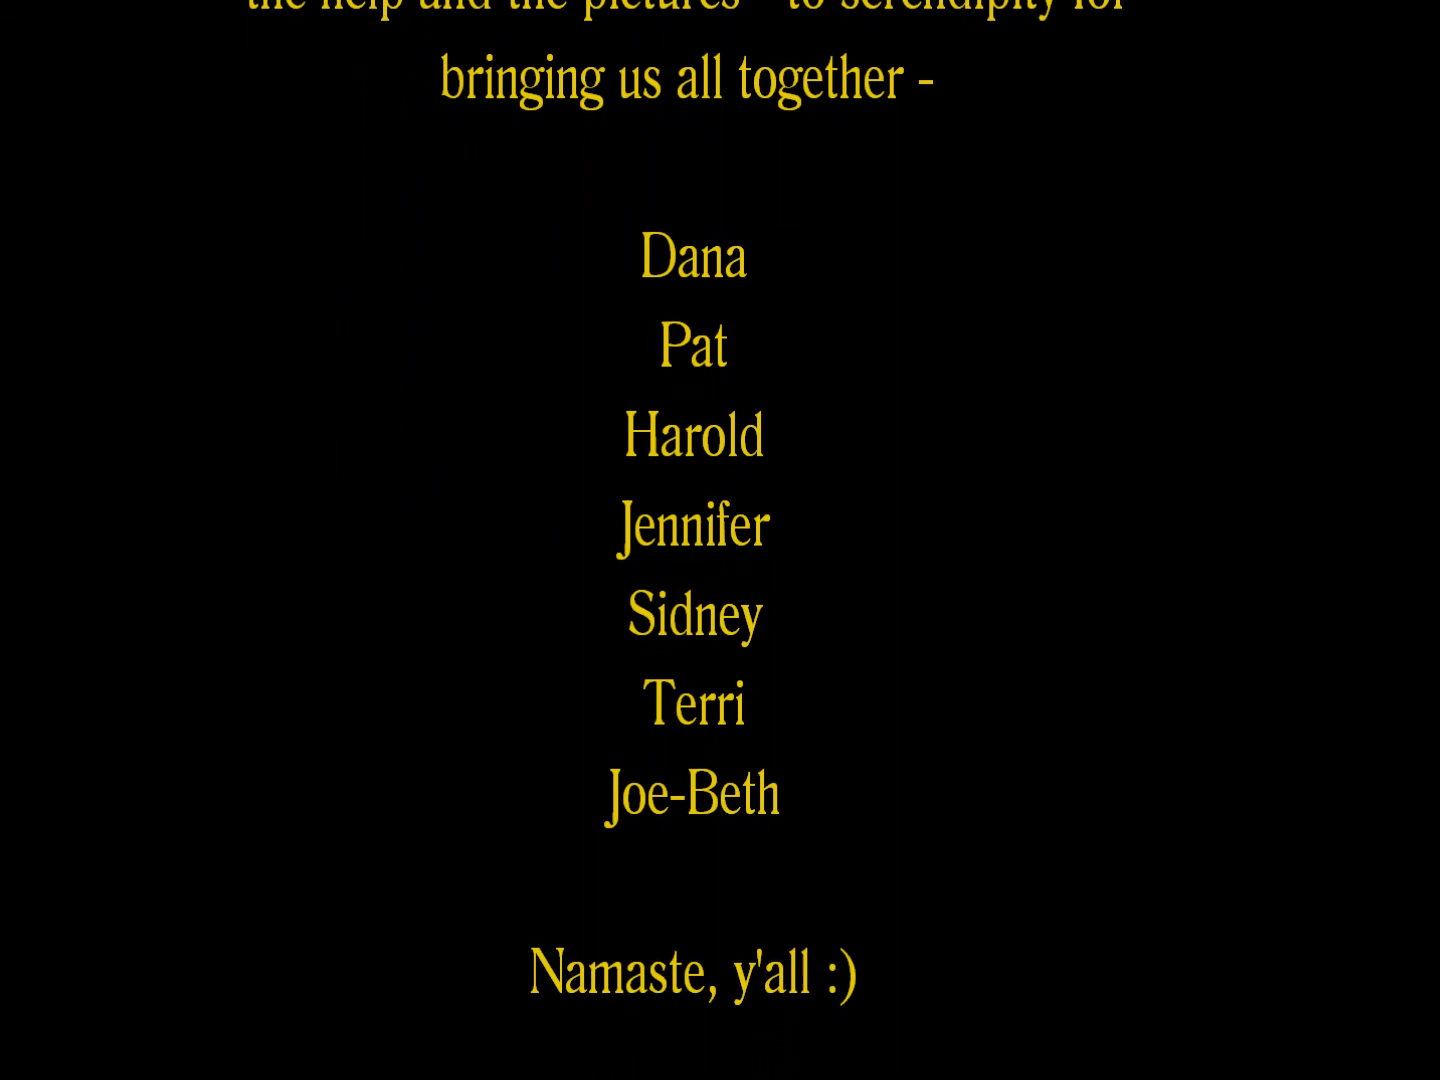 the help and the pictures - to serendipity for
bringing us all together -
Dana
Pat
Harold
Jennifer
Sidney
Terri
Joe-Beth
Namaste, y'all :)